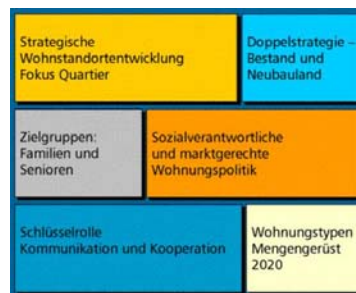 Strategische
Wohnstandortentwicklung
Fokus Quartier
Doppelstrategie –
Bestand und
Neubauland
Zielgruppen:
Familien und
Senioren
Sozialverantwortliche
und marktgerechte
Wohnungspolitik
Schlüsselrolle
Kommunikation und Kooperation
Wohnungstypen
Mengengerüst
2020